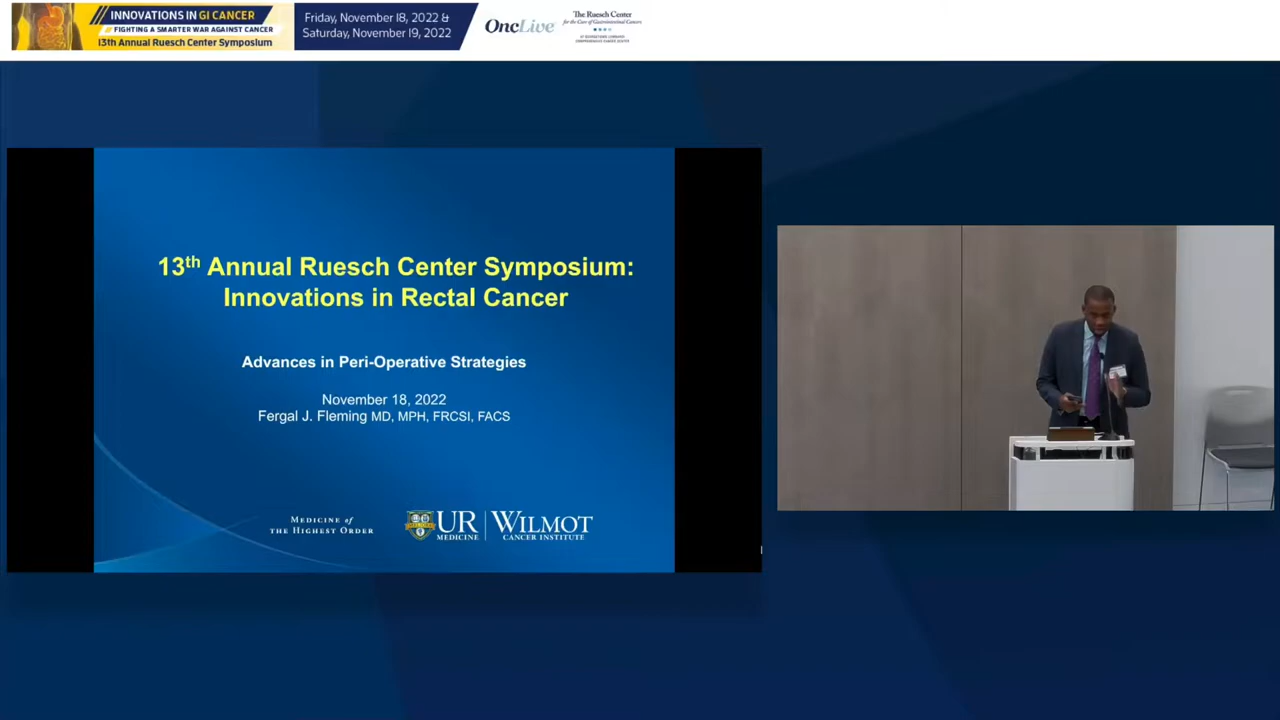 INNOVATIONS IN GI CANCER
FIGHTING A SMARTER WAR AGAINST CANCER
13th Annual Ruesch Center Symposium
Friday, November 18, 2022 &
Saturday, November 19, 2022
OncLive
The Ruesch Center
for the Cure of Gastrointestinal Cancers
13th Annual Ruesch Center Symposium:
Innovations in Rectal Cancer
Advances in Peri-Operative Strategies
November 18, 2022
Fergal J. Fleming MD, MPH, FRCSI, FACS
MEDICINE of
THE HIGHEST ORDER
UR
MEDICINE
WILMOT
CANCER INSTITUTE